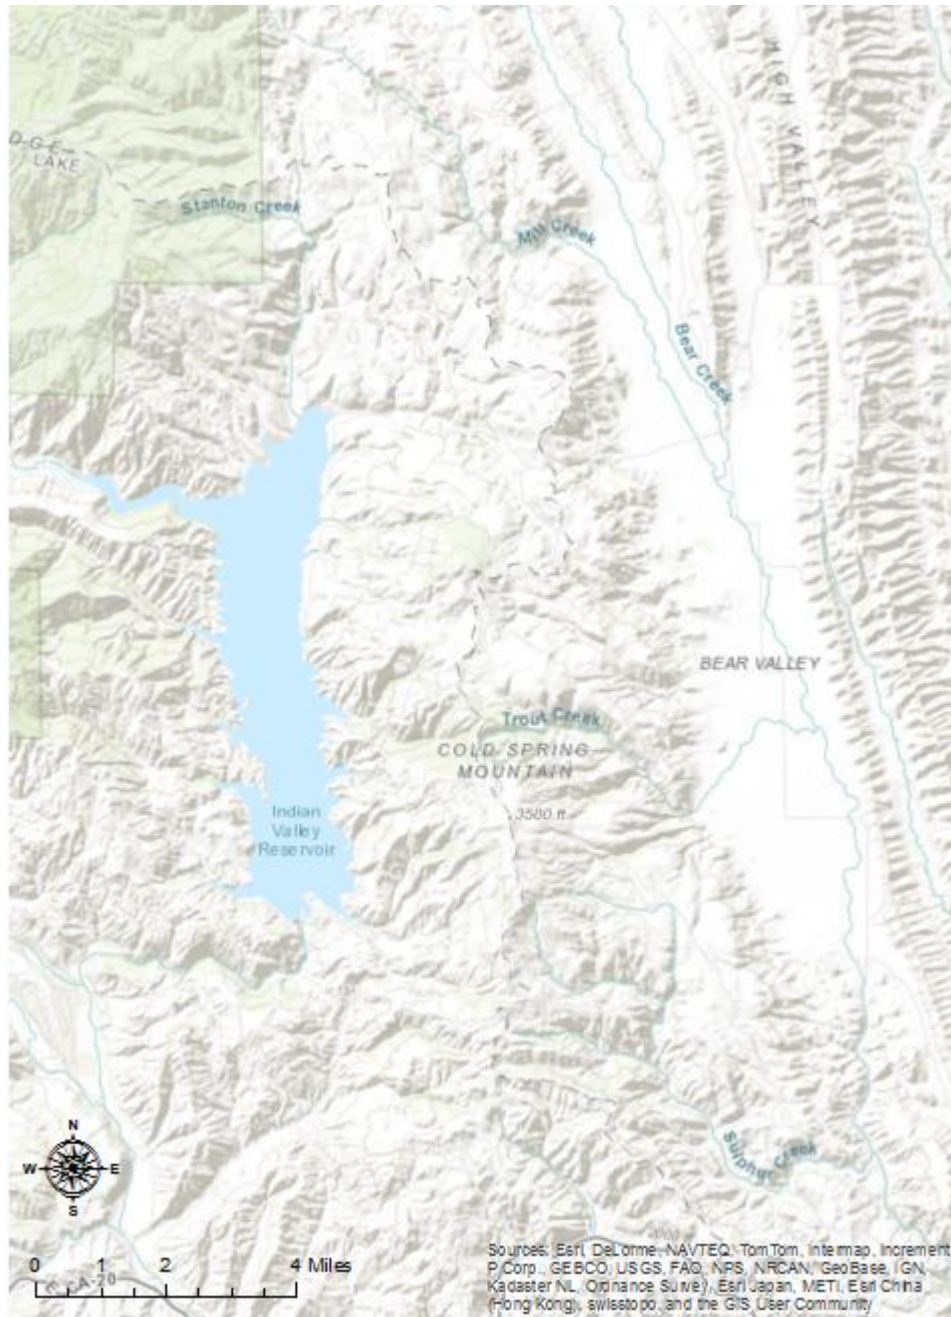 HIGH VALLEY
DGE
LAKE
Stanton Creek
Mill Creek
Bear Creek
BEAR VALLEY
Trout Creek
COLD SPRING
MOUNTAIN
3580 ft
Indian
Valley
Reservoir
Sulphur Creek
N
W E
S
0 1 2 4 Miles
CA-20
Sources: Esri, DeLorme, NAVTEQ, TomTom, Intermap, Increment
P Corp., GEBCO, USGS, FAO, NPS, NRCAN, GeoBase, IGN,
Kadaster NL, Ordnance Survey, Esri Japan, METI, Esri China
(Hong Kong), swisstopo, and the GIS User Community